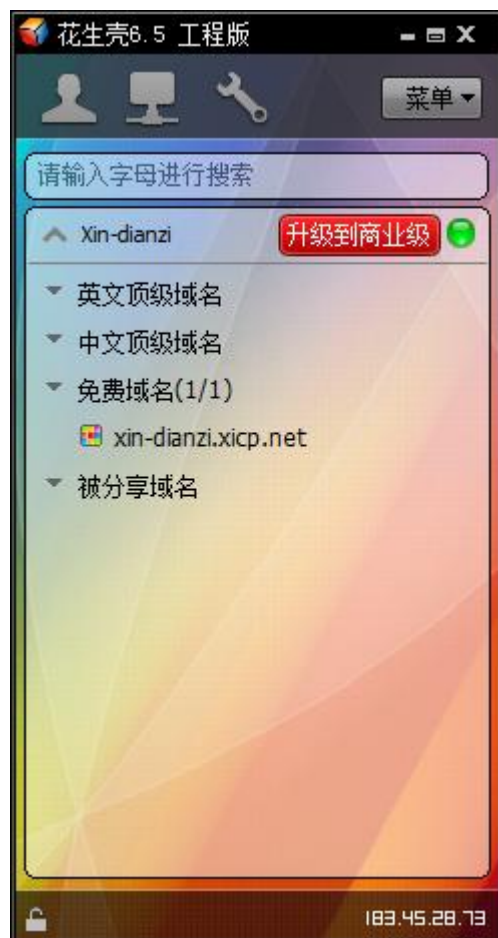 花生壳6.5 工程版
菜单
请输入字母进行搜索
Xin-dianzi 升级到商业级
英文顶级域名
中文顶级域名
免费域名(1/1)
xin-dianzi.xicp.net
被分享域名
183.45.28.73